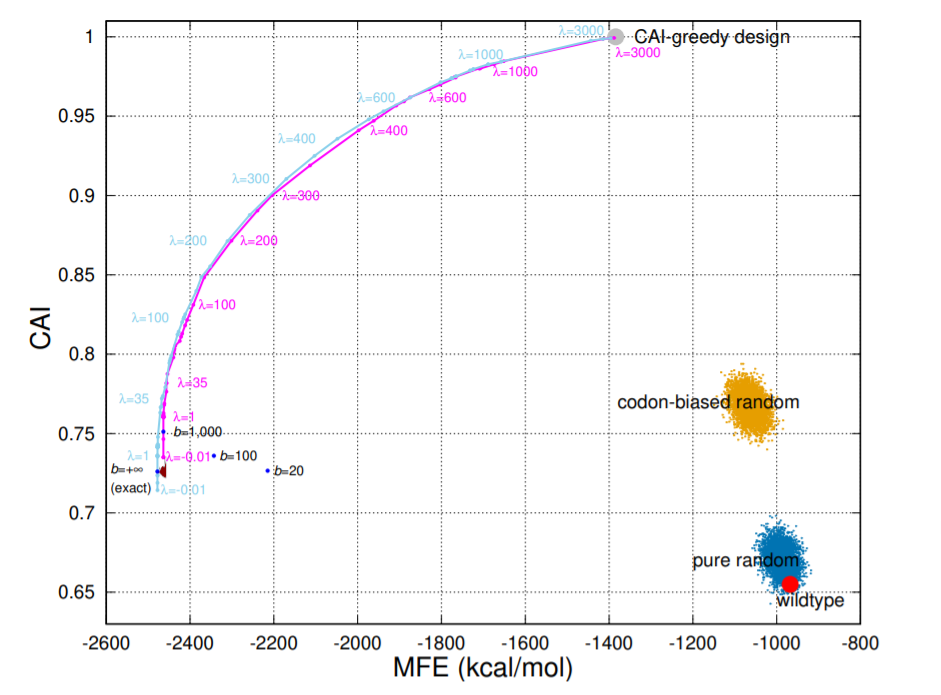 1
0.95
0.9
0.85
0.8
0.75
0.7
0.65
CAI
-2600
-2400
-2200
-2000
-1800
-1600
-1400
-1200
-1000
-800
MFE (kcal/mol)
λ=3000
CAI-greedy design
λ=3000
λ=1000
λ=1000
λ=600
λ=600
λ=400
λ=400
λ=300
λ=300
λ=200
λ=200
λ=100
λ=100
λ=35
λ=35
λ=1
b=1,000
λ=1
λ=-0.01
b=100
b=+∞
(exact)
b=20
λ=-0.01
codon-biased random
pure random
wildtype